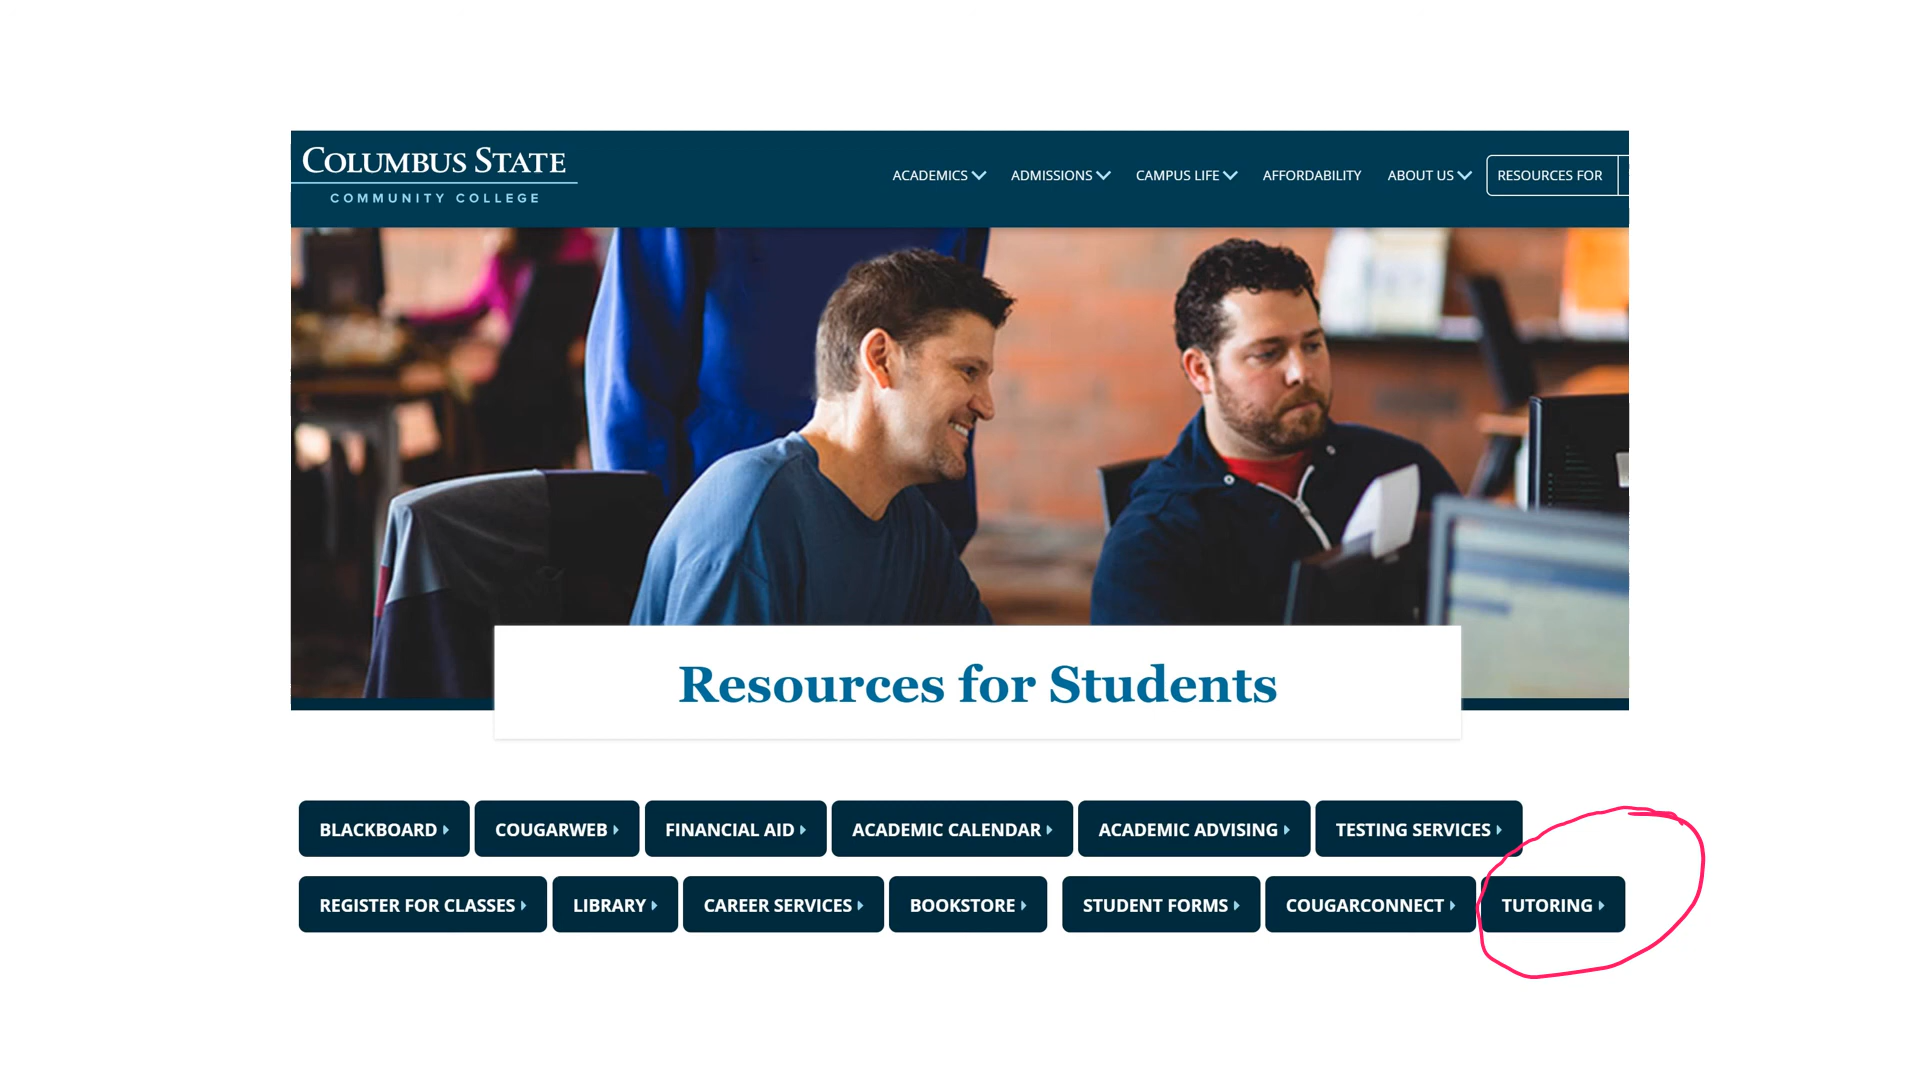 COLUMBUS STATE
COMMUNITY COLLEGE
ACADEMICS ADMISSIONS CAMPUS LIFE AFFORDABILITY ABOUT US RESOURCES FOR
Resources for Students
BLACKBOARD COUGARWEB FINANCIAL AID ACADEMIC CALENDAR ACADEMIC ADVISING TESTING SERVICES
REGISTER FOR CLASSES LIBRARY CAREER SERVICES BOOKSTORE STUDENT FORMS COUGARCONNECT TUTORING